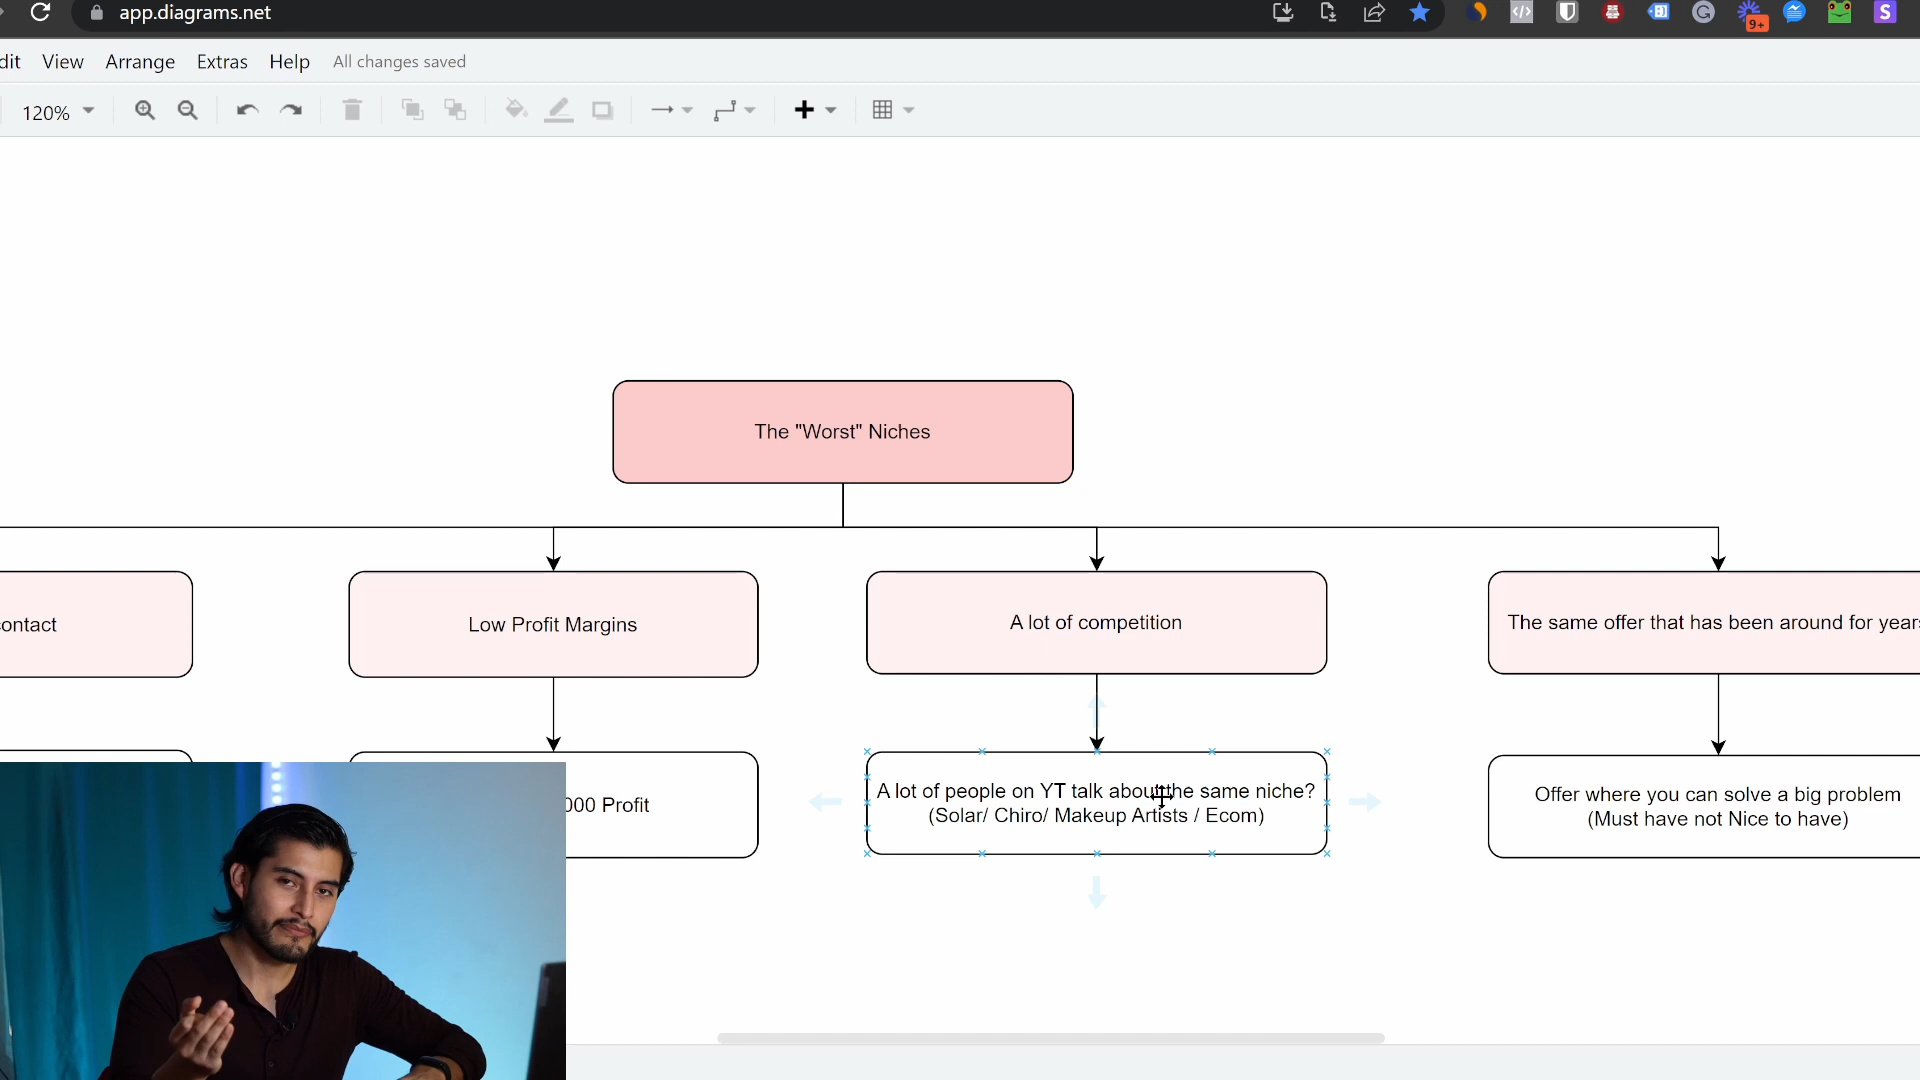 app.diagrams.net
9+
dit View Arrange Extras Help All changes saved
120%
The "Worst" Niches
ontact
Low Profit Margins
A lot of competition
The same offer that has been around for years
000 Profit
A lot of people on YT talk about the same niche?
(Solar/ Chiro/ Makeup Artists / Ecom)
Offer where you can solve a big problem
(Must have not Nice to have)